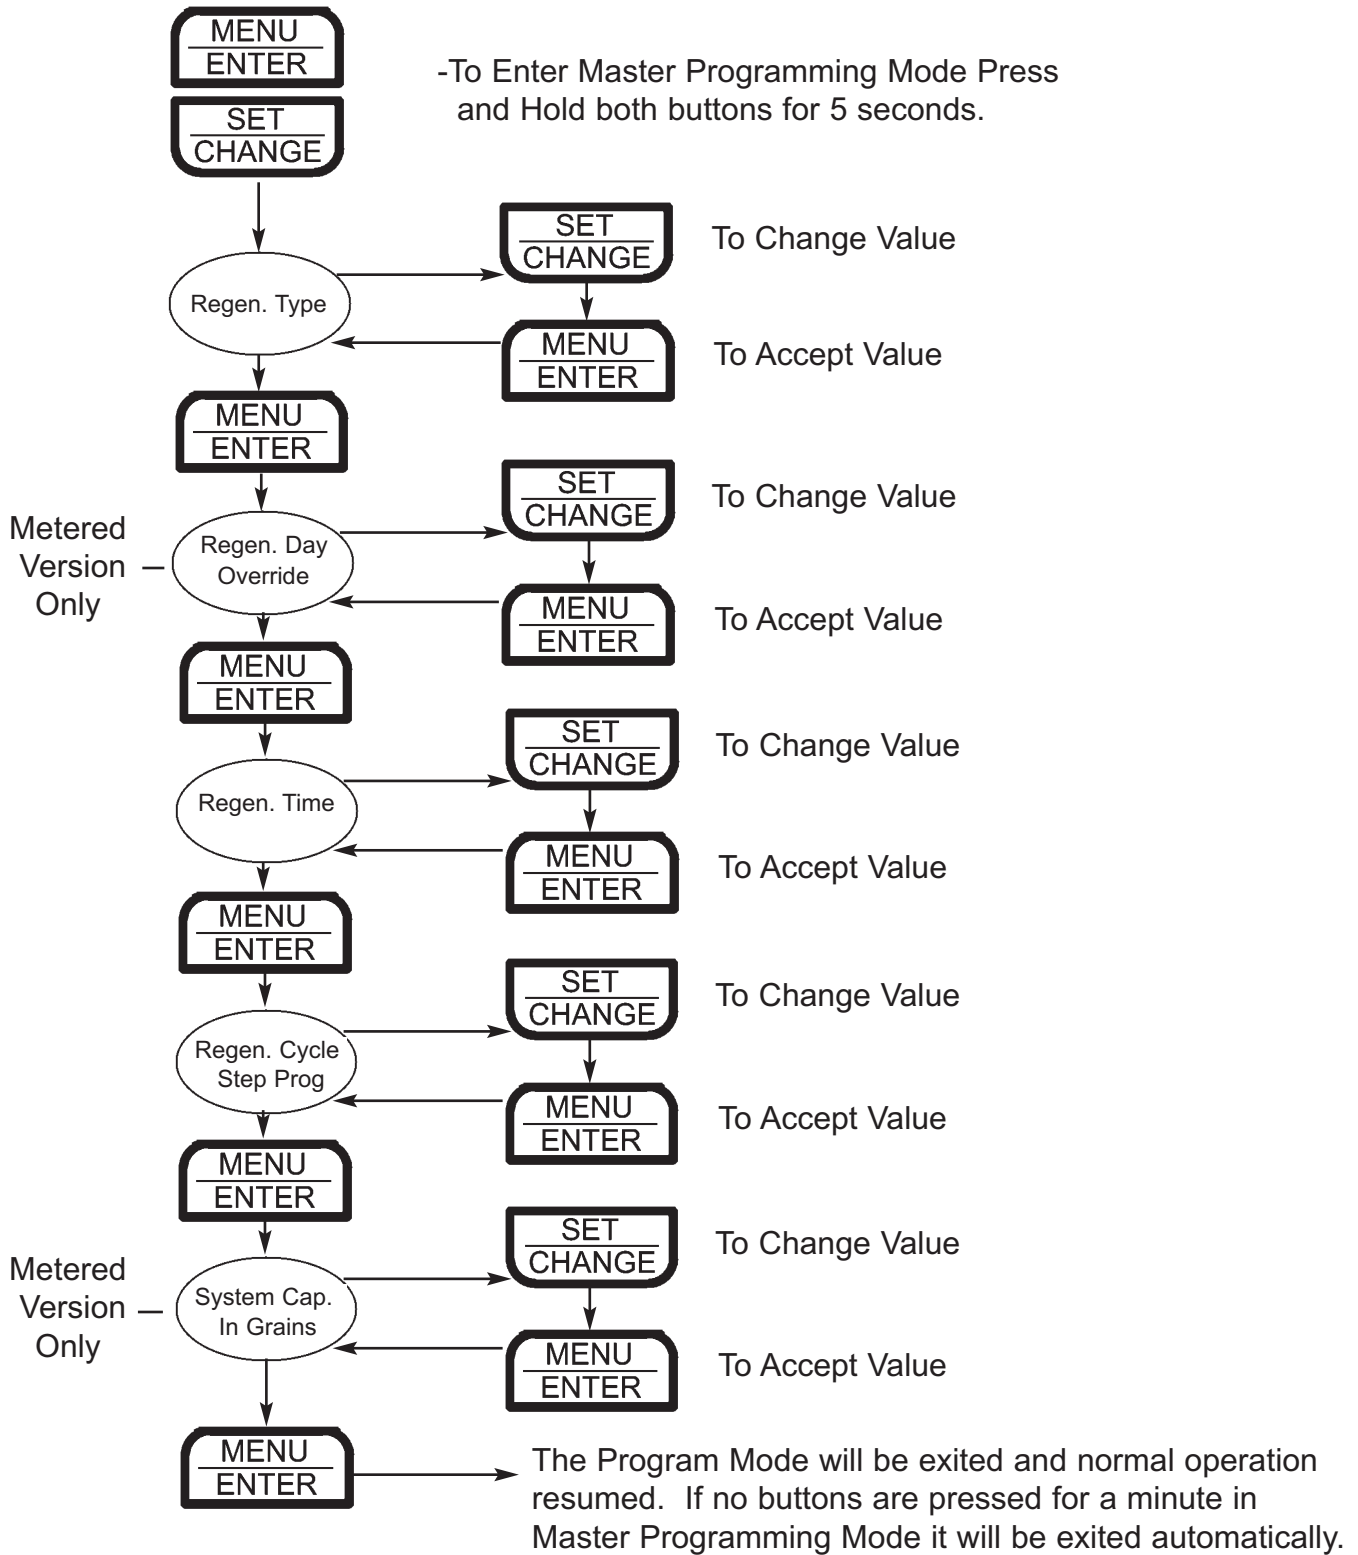 MENU
ENTER
-To Enter Master Programming Mode Press
and Hold both buttons for 5 seconds.
SET
CHANGE
SET
CHANGE
To Change Value
Regen. Type
MENU
ENTER
To Accept Value
MENU
ENTER
SET
CHANGE
To Change Value
Metered
Version
Only
Regen. Day
Override
MENU
ENTER
To Accept Value
MENU
ENTER
SET
CHANGE
To Change Value
Regen. Time
MENU
ENTER
To Accept Value
MENU
ENTER
SET
CHANGE
To Change Value
Regen. Cycle
Step Prog
MENU
ENTER
To Accept Value
MENU
ENTER
SET
CHANGE
To Change Value
Metered
Version
Only
System Cap.
In Grains
MENU
ENTER
To Accept Value
MENU
ENTER
The Program Mode will be exited and normal operation
resumed. If no buttons are pressed for a minute in
Master Programming Mode it will be exited automatically.